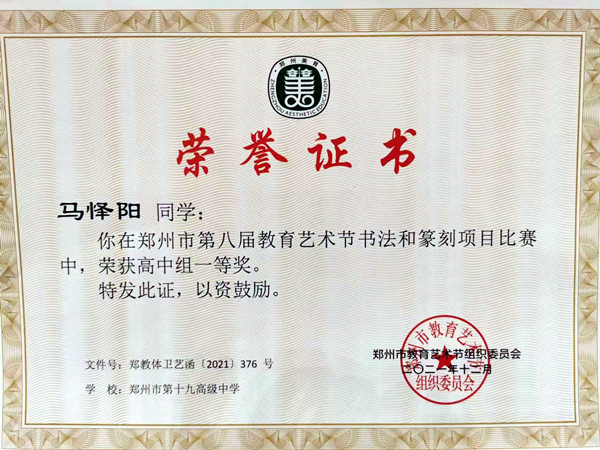 郑州美育
ZHENGZHOU AESTHETIC EDUCATION
荣誉证书
马怿阳 同学:
你在郑州市第八届教育艺术节书法和篆刻项目比赛
中，荣获高中组一等奖。
特发此证，以资鼓励。
郑州市教育艺术节
郑州市教育艺术节组织委员会
文件号: 郑教体卫艺函〔2021〕376 号
二〇二一年十二月
组织委员会
学 校: 郑州市第十九高级中学